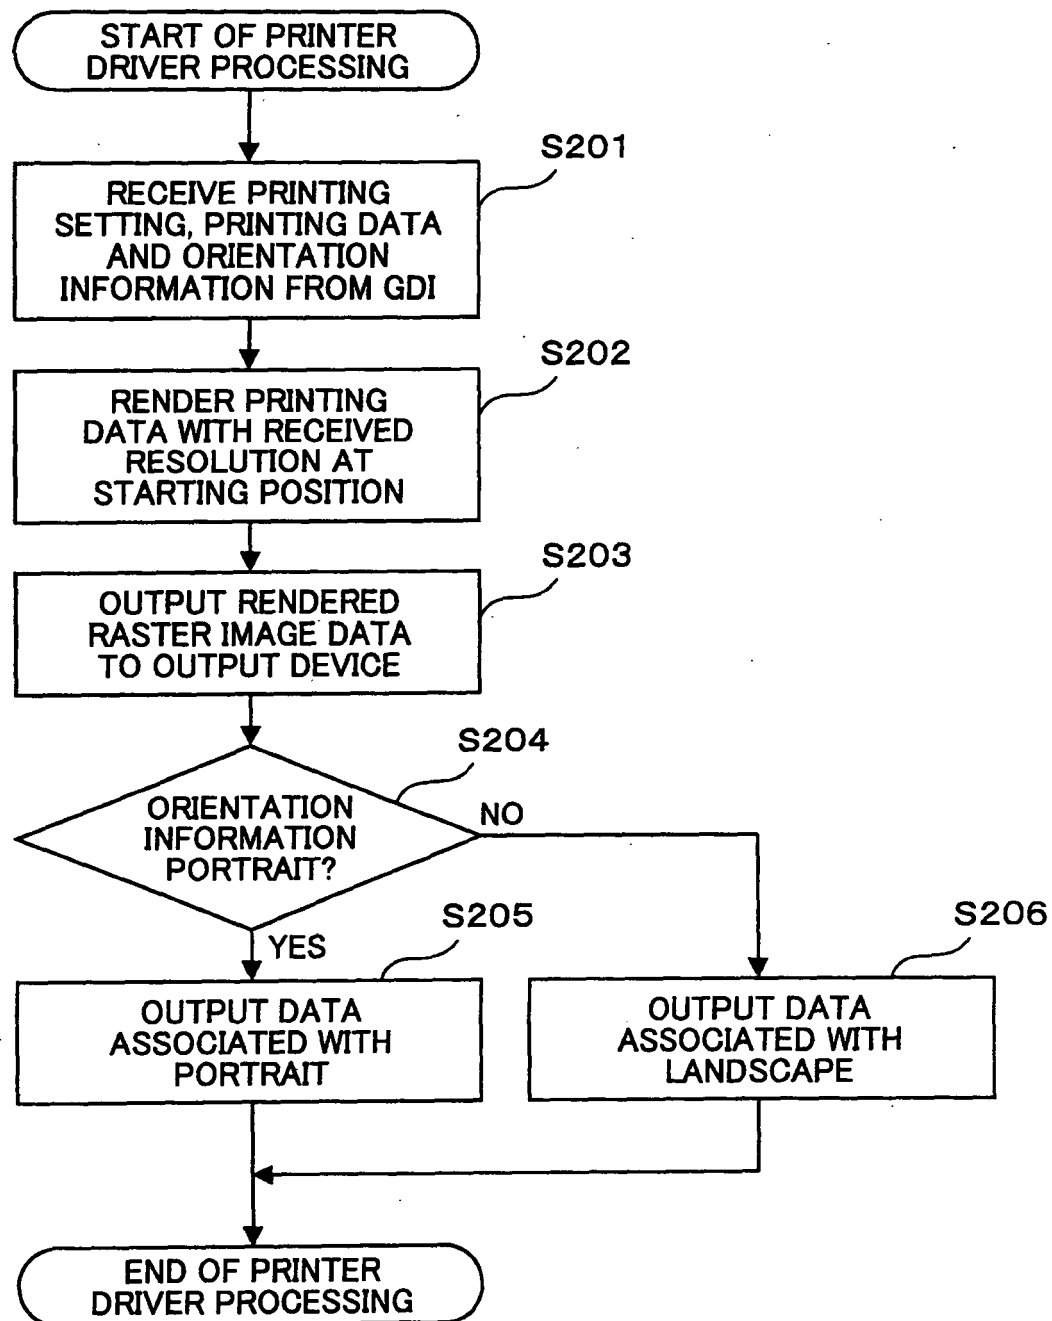 START OF PRINTER
DRIVER PROCESSING
S201
RECEIVE PRINTING
SETTING, PRINTING DATA
AND ORIENTATION
INFORMATION FROM GDI
S202
RENDER PRINTING
DATA WITH RECEIVED
RESOLUTION AT
STARTING POSITION
S203
OUTPUT RENDERED
RASTER IMAGE DATA
TO OUTPUT DEVICE
S204
ORIENTATION
INFORMATION
PORTRAIT?
NO
YES
S205
OUTPUT DATA
ASSOCIATED WITH
PORTRAIT
S206
OUTPUT DATA
ASSOCIATED WITH
LANDSCAPE
END OF PRINTER
DRIVER PROCESSING